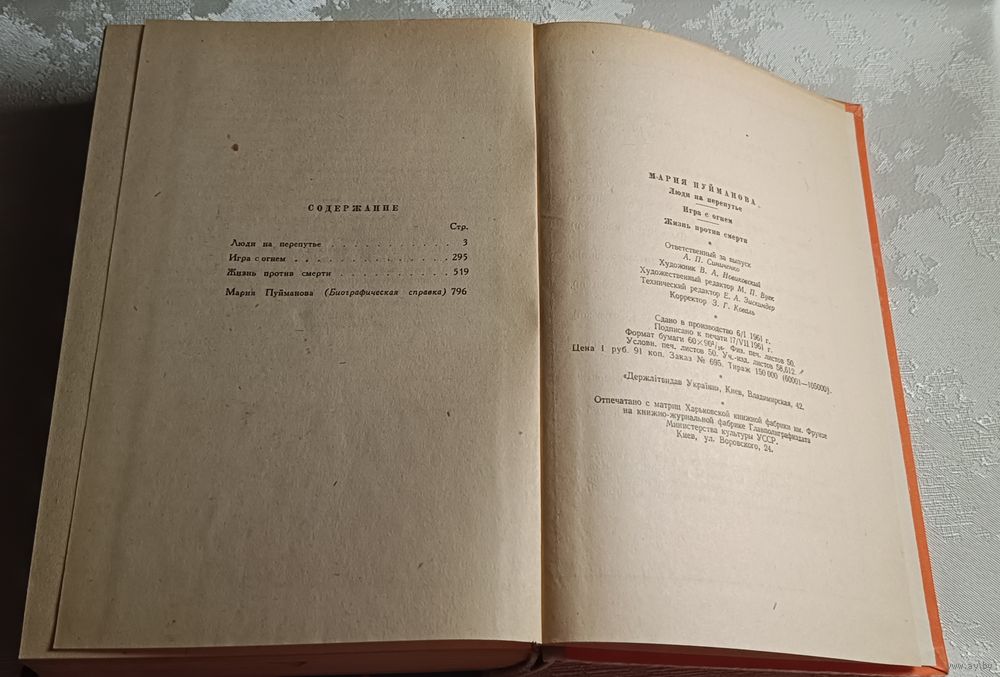 СОДЕРЖАНИЕ
Стр.
Люди на перепутье . . . . . . . . . . . . 3
Игра с огнем . . . . . . . . . . . . . . . 295
Жизнь против смерти . . . . . . . . . . . 519
Мария Пуйманова (Биографическая справка) 796
МАРИЯ ПУЙМАНОВА
Люди на перепутье
Игра с огнем
Жизнь против смерти
*
Ответственный за выпуск
А. П. Синиченко
Художник В. А. Новиковский
Художественный редактор М. П. Вуек
Технический редактор Е. А. Зискиндер
Корректор З. Г. Коваль
*
Сдано в производство 6/I 1961 г.
Подписано к печати 17/VII 1961 г.
Формат бумаги 60×90¹/₁₆. Физ. печ. листов 50.
Условн. печ. листов 50. Уч.-изд. листов 58,612.
Цена 1 руб. 91 коп. Заказ № 695. Тираж 150 000 (60001—105000).
*
«Держлітвидав України», Киев, Владимирская, 42.
*
Отпечатано с матриц Харьковской книжной фабрики им. Фрунзе
на книжно-журнальной фабрике Главполиграфиздата
Министерства культуры УССР.
Киев, ул. Воровского, 24.